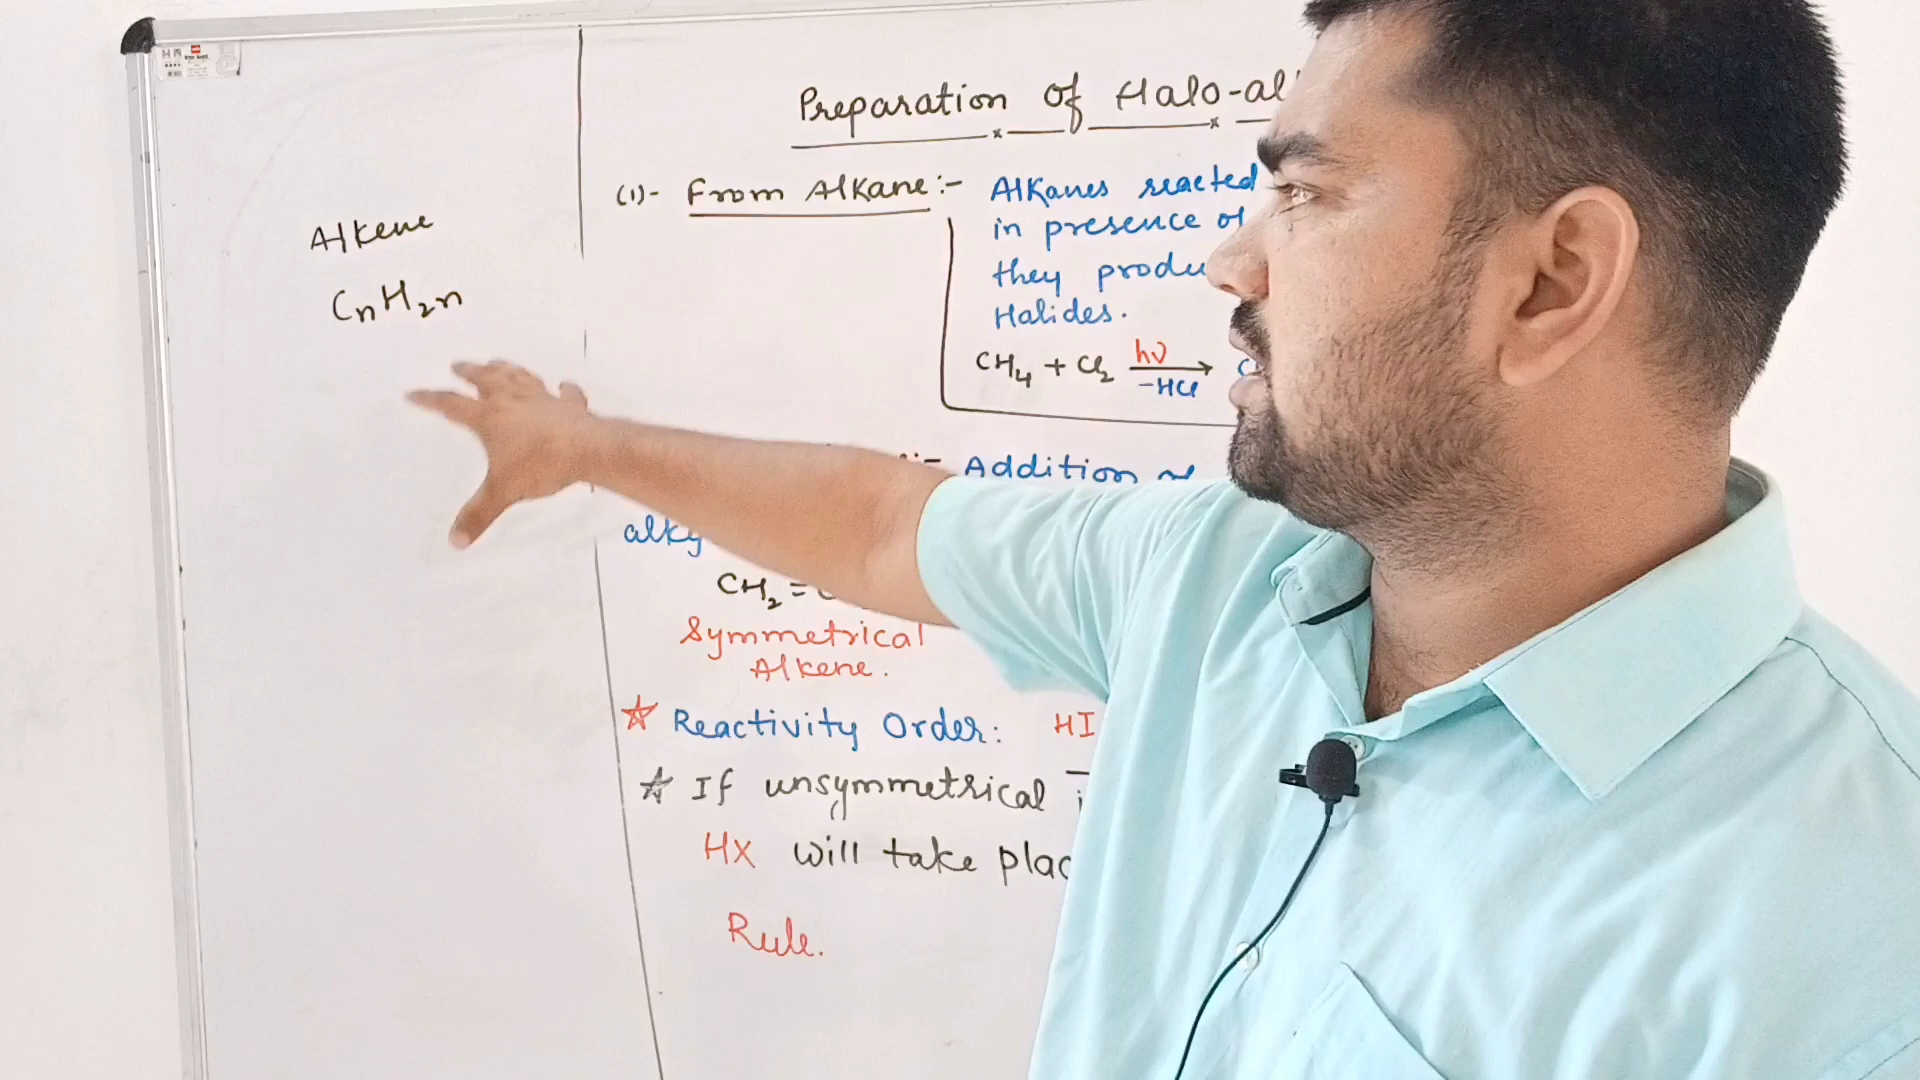 Preparation of Halo-al
Alkene
CnH2n
(1)- From Alkane:- Alkanes reacted
in presence of
they produ
Halides.
CH4 + Cl2 hν → C
-HCl
:- Addition
alky
CH2 =
Symmetrical
Alkene.
☆ Reactivity Order: HI
☆ If unsymmetrical
HX will take plac
Rule.